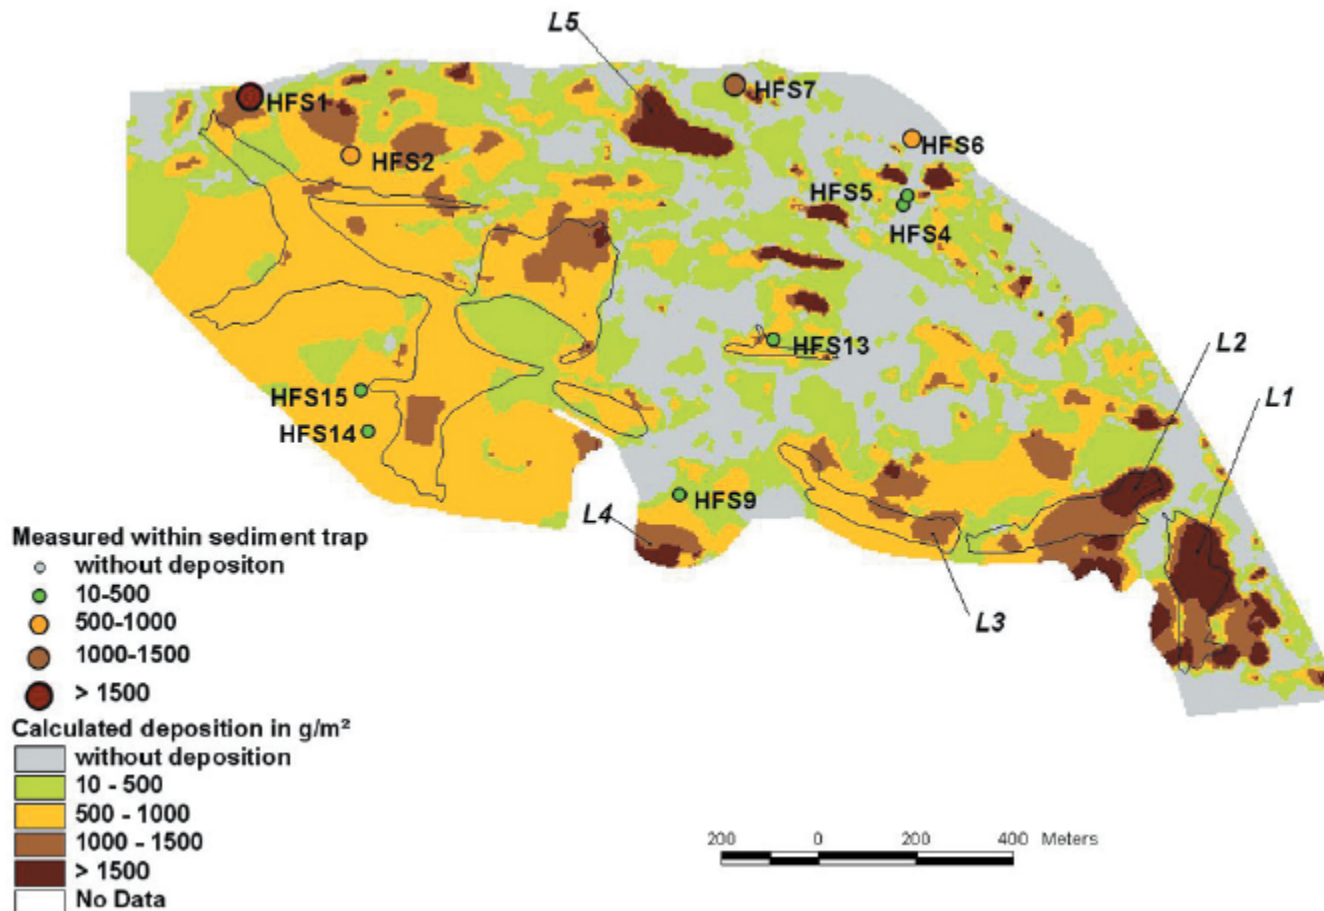 L5
HFS7
HFS1
HFS6
HFS2
HFS5
HFS4
HFS13
L2
HFS15
L1
HFS14
HFS9
L4
L3
Measured within sediment trap
without depositon
10-500
500-1000
1000-1500
> 1500
Calculated deposition in g/m²
without deposition
10 - 500
500 - 1000
1000 - 1500
> 1500
No Data
200 0 200 400 Meters